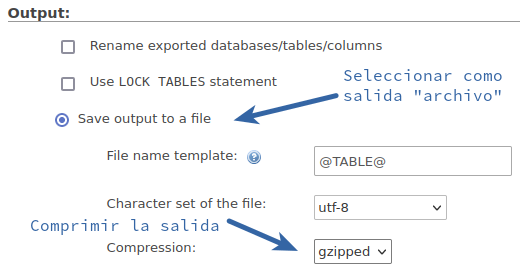 Output:
Rename exported databases/tables/columns
Use LOCK TABLES statement
Seleccionar como
salida "archivo"
Save output to a file
File name template:
@TABLE@
Character set of the file:
utf-8
Comprimir la salida
Compression:
gzipped